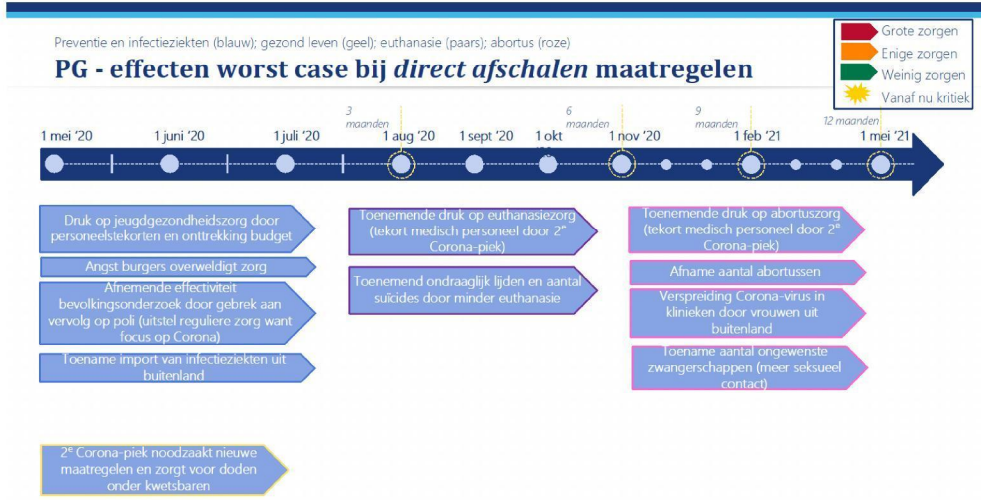 Preventie en infectieziekten (blauw); gezond leven (geel); euthanasie (paars); abortus (roze)
PG - effecten worst case bij direct afschalen maatregelen
Grote zorgen
Enige zorgen
Weinig zorgen
Vanaf nu kritiek
3
maanden
6
maanden
9
maanden
12 maanden
1 mei '20
1 juni '20
1 juli '20
1 aug '20
1 sept '20
1 okt
1 nov '20
1 feb '21
1 mei '21
Druk op jeugdgezondheidszorg door
personeelstekorten en onttrekking budget
Angst burgers overweldigt zorg
Afnemende effectiviteit
bevolkingsonderzoek door gebrek aan
vervolg op poli (uitstel reguliere zorg want
focus op Corona)
Toename import van infectieziekten uit
buitenland
2e Corona-piek noodzaakt nieuwe
maatregelen en zorgt voor doden
onder kwetsbaren
Toenemende druk op euthanasiezorg
(tekort medisch personeel door 2e
Corona-piek)
Toenemend ondraaglijk lijden en aantal
suïcides door minder euthanasie
Toenemende druk op abortuszorg
(tekort medisch personeel door 2e
Corona-piek)
Afname aantal abortussen
Verspreiding Corona-virus in
klinieken door vrouwen uit
buitenland
Toename aantal ongewenste
zwangerschappen (meer seksueel
contact)